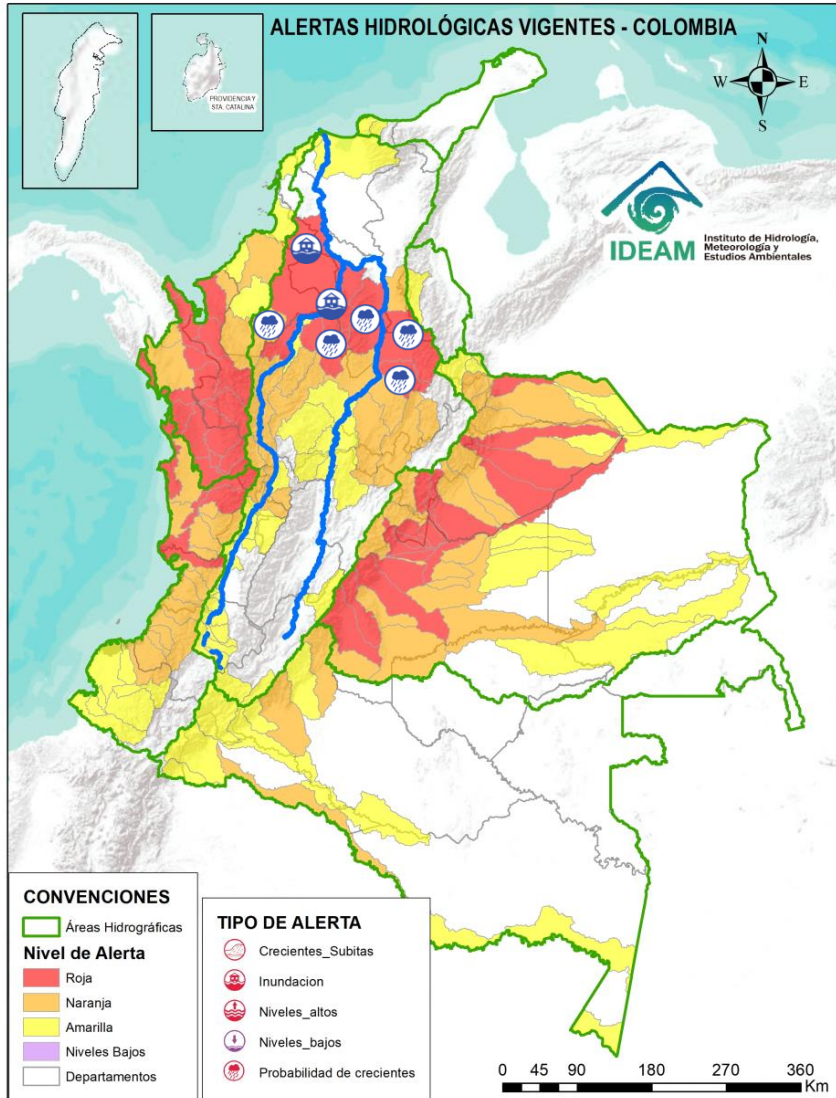 ALERTAS HIDROLÓGICAS VIGENTES - COLOMBIA
PROVIDENCIA Y
STA. CATALINA
N
W
E
S
IDEAM
Instituto de Hidrología,
Meteorología y
Estudios Ambientales
CONVENCIONES
Áreas Hidrográficas
Nivel de Alerta
Roja
Naranja
Amarilla
Niveles Bajos
Departamentos
TIPO DE ALERTA
Crecientes_Subitas
Inundacion
Niveles_altos
Niveles_bajos
Probabilidad de crecientes
0 45 90 180 270 360
Km